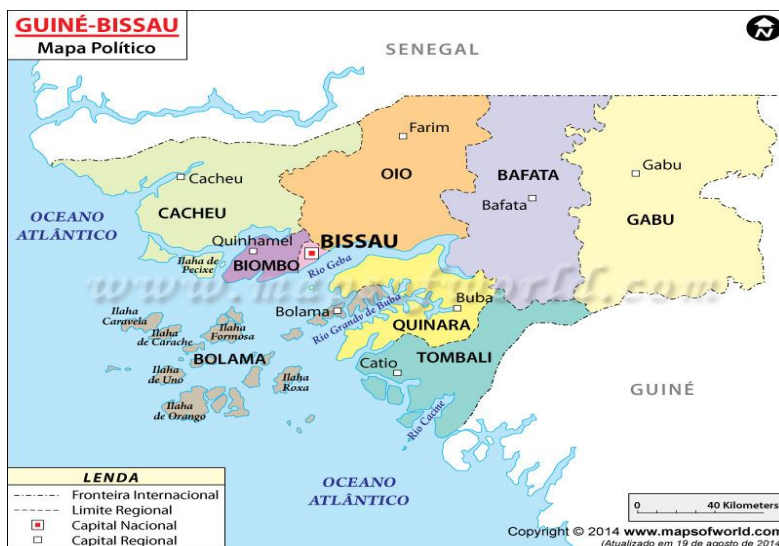 GUINÉ-BISSAU
Mapa Político
N
SENEGAL
Farim
OIO
Cacheu
CACHEU
BAFATA
Bafata
Gabu
GABU
OCEANO
ATLÂNTICO
Quinhamel
BISSAU
BIOMBO
Ilaha de
Pecixe
Rio Geba
www.mapsofworld.com
Bolama
Rio Grandv de Buba
Buba
QUINARA
Ilaha
Caravela
Ilaha
de Carache
Ilaha
Formosa
BOLAMA
Catio
TOMBALI
Ilaha
de Uno
Ilaha
Roxa
Ilaha
de Orango
Rio Cacine
GUINÉ
OCEANO
ATLÂNTICO
LENDA
Fronteira Internacional
Limite Regional
Capital Nacional
Capital Regional
0 40 Kilometers
Copyright © 2014 www.mapsofworld.com
(Atualizado em 19 de agosto de 2014)